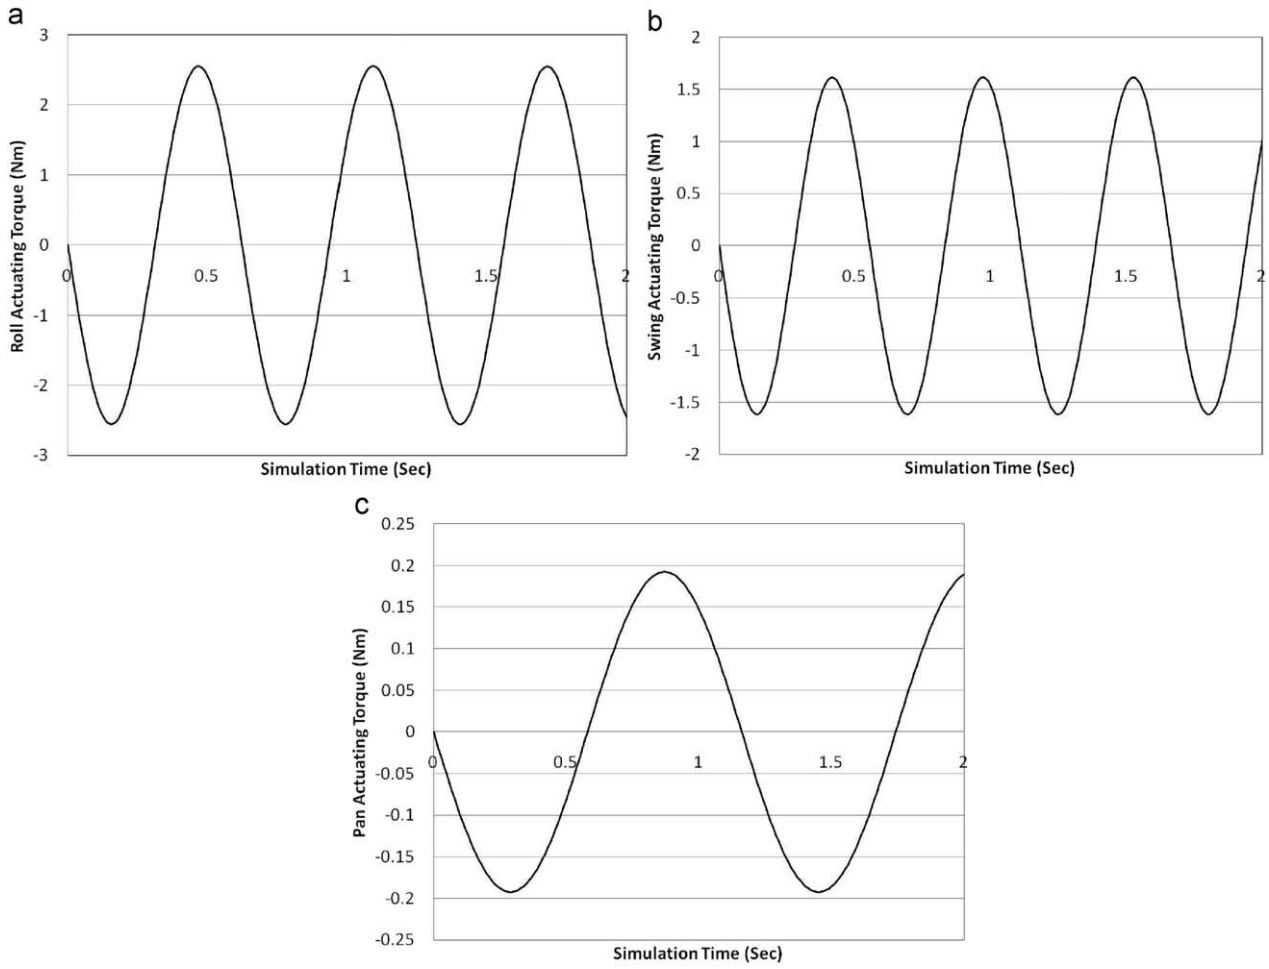 a
3
2
1
0
-1
-2
-3
Roll Actuating Torque (Nm)
0 0.5 1 1.5 2
Simulation Time (Sec)
b
2
1.5
1
0.5
0
-0.5
-1
-1.5
-2
Swing Actuating Torque (Nm)
0 0.5 1 1.5 2
Simulation Time (Sec)
c
0.25
0.2
0.15
0.1
0.05
0
-0.05
-0.1
-0.15
-0.2
-0.25
Pan Actuating Torque (Nm)
0 0.5 1 1.5 2
Simulation Time (Sec)